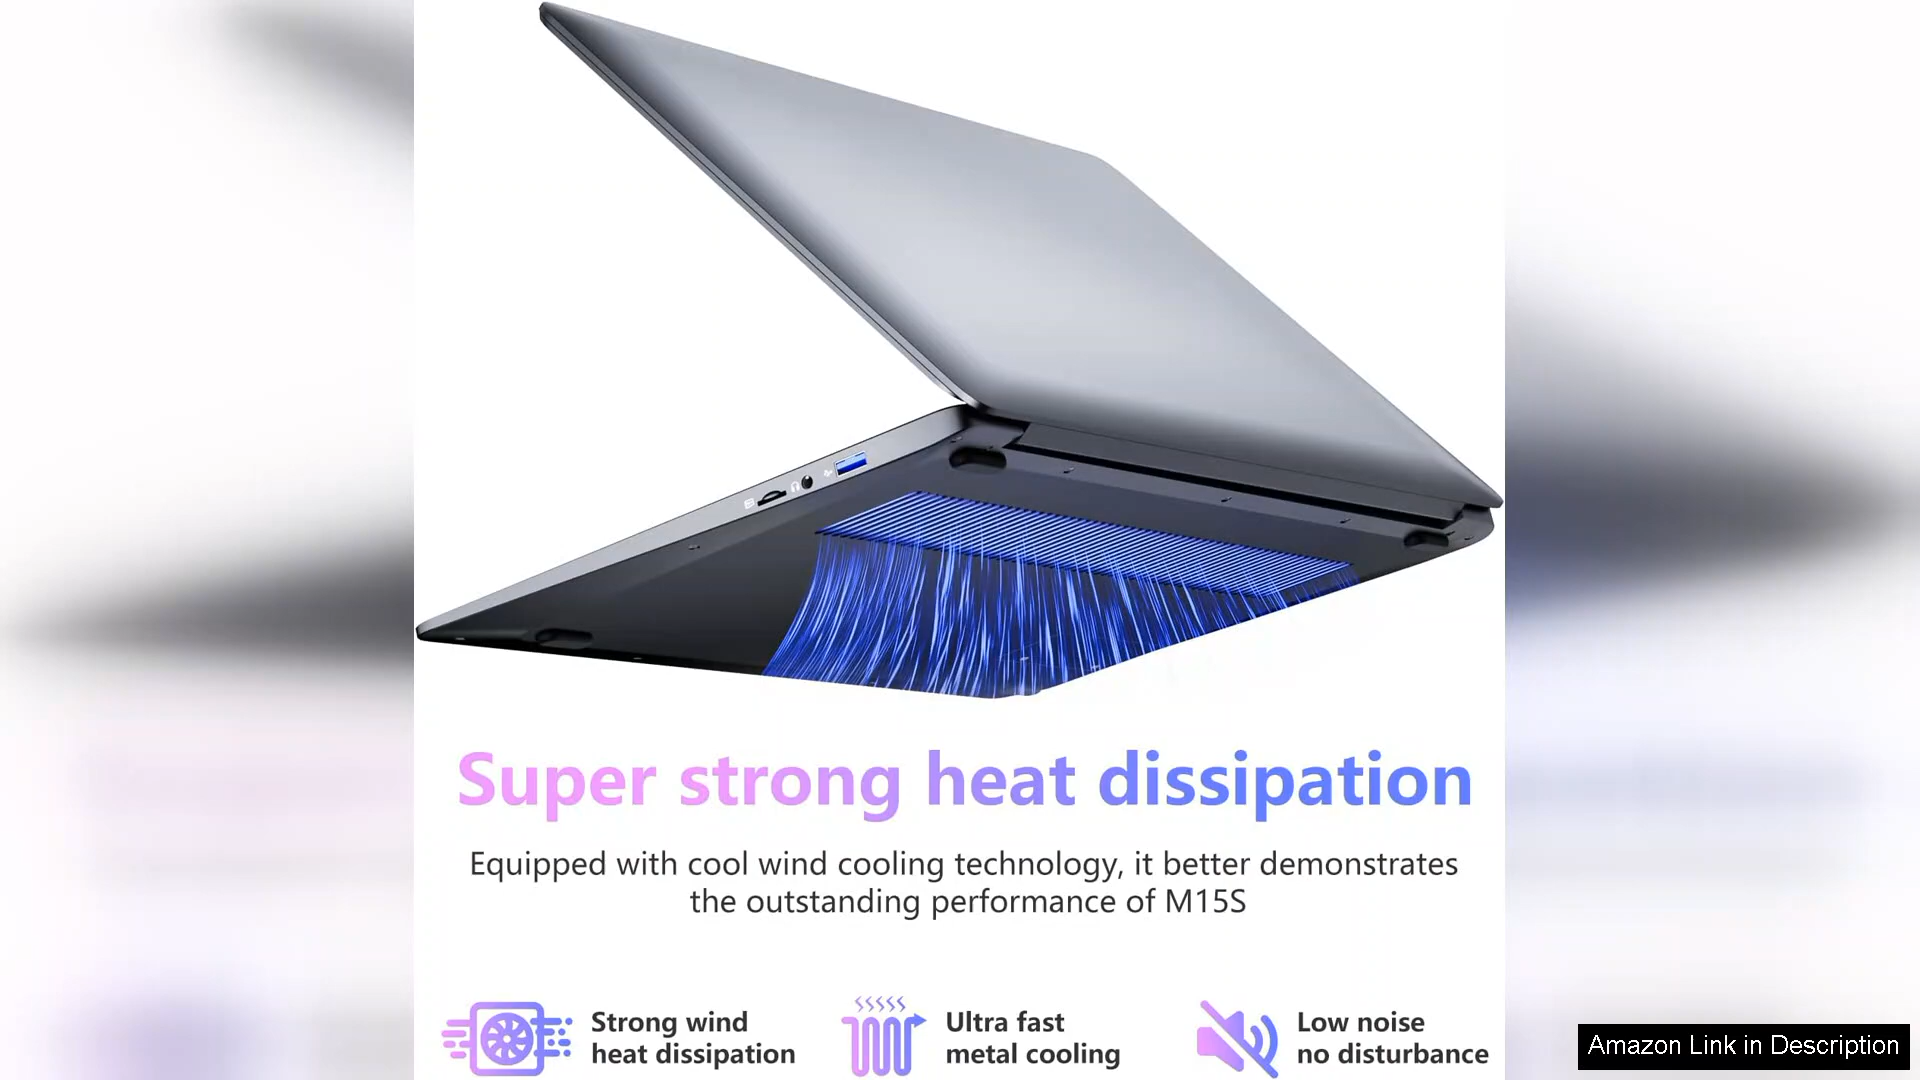 Super strong heat dissipation
Equipped with cool wind cooling technology, it better demonstrates
the outstanding performance of M15S
Strong wind
heat dissipation
Ultra fast
metal cooling
Low noise
no disturbance
Amazon Link in Description